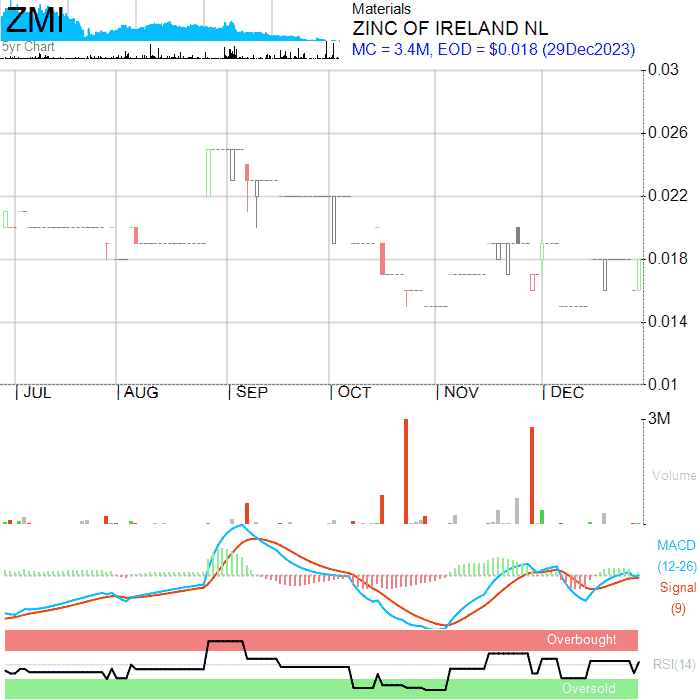 ZMI
5yr Chart
Materials
ZINC OF IRELAND NL
MC = 3.4M, EOD = $0.018 (29Dec2023)
0.03
0.026
0.022
0.018
0.014
0.01
JUL AUG SEP OCT NOV DEC
3M
Volume
MACD
(12-26)
Signal
(9)
Overbought
RSI(14)
Oversold